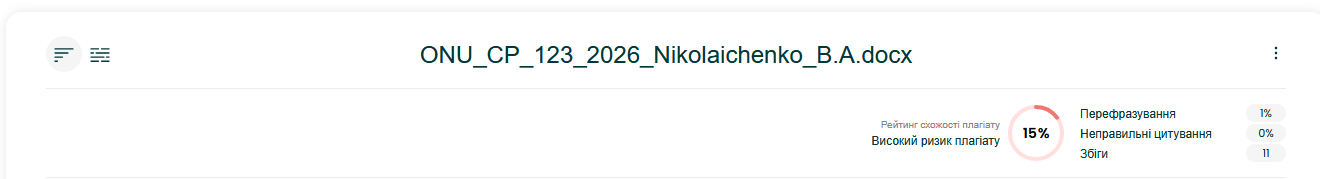 ONU_CP_123_2026_Nikolaichenko_B.A.docx
Рейтинг схожості плагіату
Високий ризик плагіату
15%
Перефразування 1%
Неправильні цитування 0%
Збіги 11